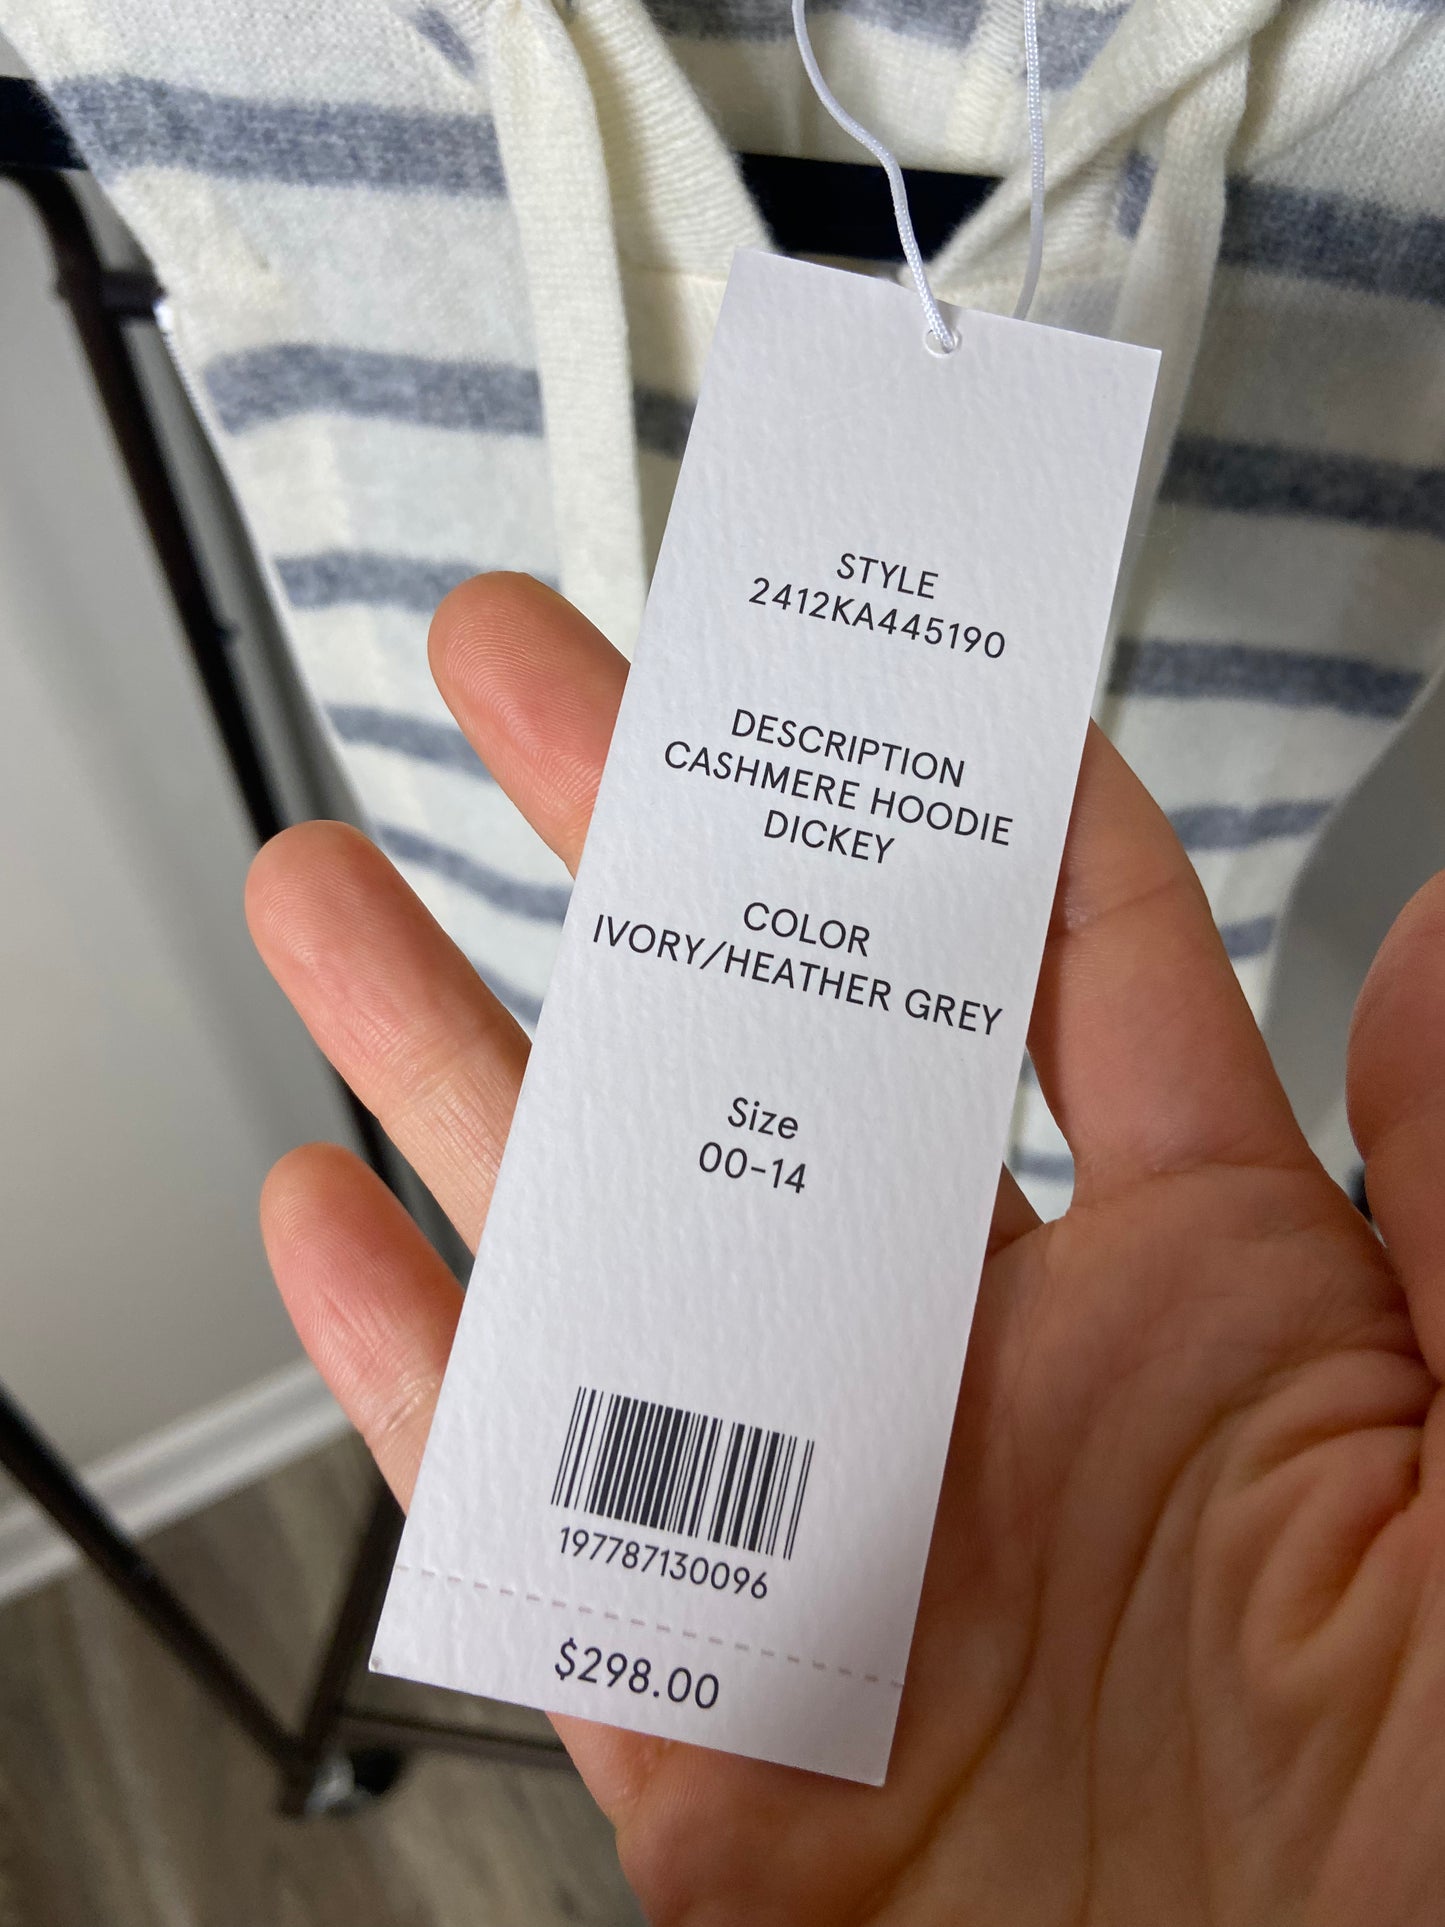 STYLE
2412KA445190
DESCRIPTION
CASHMERE HOODIE
DICKEY
COLOR
IVORY/HEATHER GREY
Size
00-14
197787130096
$298.00